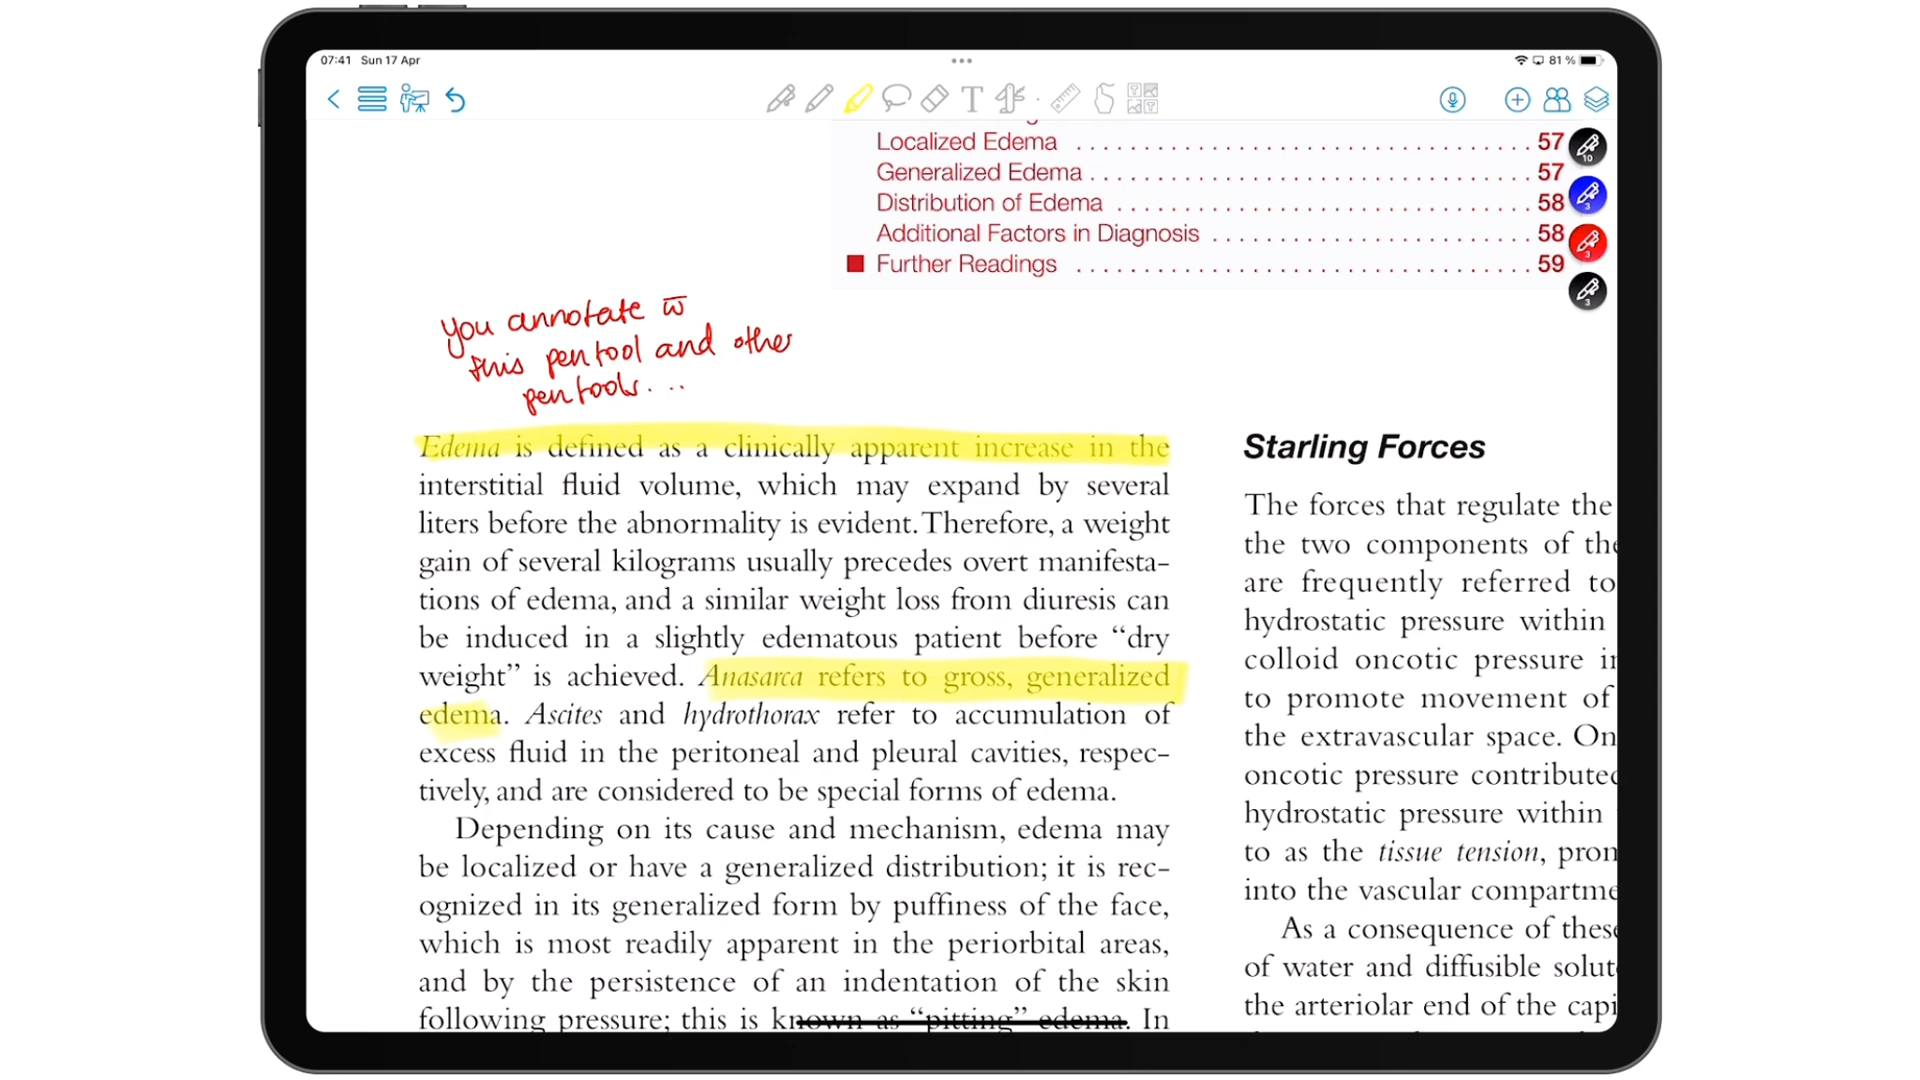 07:41 Sun 17 Apr
81 %
Localized Edema . . . . . . . . . . . . . . . . . . . . . . . . . . . . . . . . . . . . . 57
Generalized Edema . . . . . . . . . . . . . . . . . . . . . . . . . . . . . . . . . . . . 57
Distribution of Edema . . . . . . . . . . . . . . . . . . . . . . . . . . . . . . . . . . 58
Additional Factors in Diagnosis . . . . . . . . . . . . . . . . . . . . . . . . . . 58
Further Readings . . . . . . . . . . . . . . . . . . . . . . . . . . . . . . . . . . . . . 59
10
3
3
3
you annotate w̅
this pen tool and other
pen tools. . . .
Edema is defined as a clinically apparent increase in the
interstitial fluid volume, which may expand by several
liters before the abnormality is evident. Therefore, a weight
gain of several kilograms usually precedes overt manifesta-
tions of edema, and a similar weight loss from diuresis can
be induced in a slightly edematous patient before “dry
weight” is achieved. Anasarca refers to gross, generalized
edema. Ascites and hydrothorax refer to accumulation of
excess fluid in the peritoneal and pleural cavities, respec-
tively, and are considered to be special forms of edema.
Depending on its cause and mechanism, edema may
be localized or have a generalized distribution; it is rec-
ognized in its generalized form by puffiness of the face,
which is most readily apparent in the periorbital areas,
and by the persistence of an indentation of the skin
following pressure; this is known as “pitting” edema. In
Starling Forces
The forces that regulate the
the two components of the
are frequently referred to
hydrostatic pressure within
colloid oncotic pressure
to promote movement of
the extravascular space. On
oncotic pressure contributed
hydrostatic pressure within
to as the tissue tension,
into the vascular
As a consequence of these
of water and diffusible
the arteriolar end of the